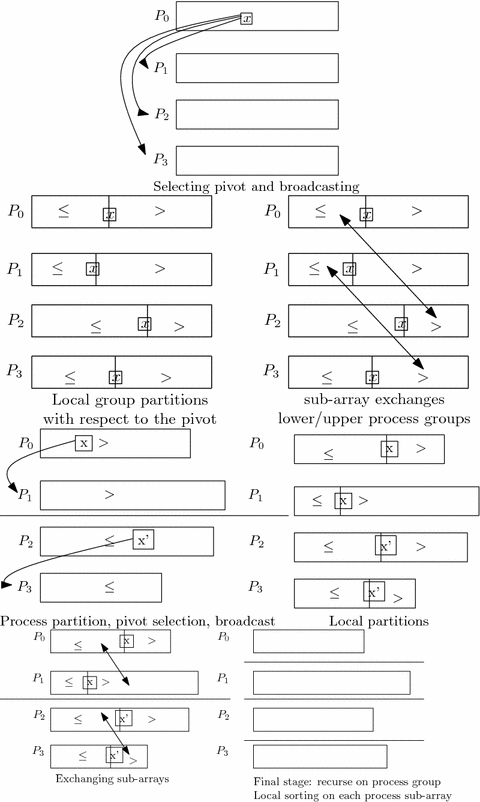 P0 x
P1
P2
P3
Selecting pivot and broadcasting
P0 ≤ x >
P1 ≤ x >
P2 ≤ x >
P3 ≤ x >
Local group partitions
with respect to the pivot
P0 ≤ x >
P1 ≤ x >
P2 ≤ x >
P3 ≤ x >
sub-array exchanges
lower/upper process groups
P0 x >
P1 >
P2 ≤ x'
P3 ≤
Process partition, pivot selection, broadcast
P0 ≤ x >
P1 ≤ x >
P2 ≤ x' >
P3 ≤ x' >
Local partitions
P0 ≤ x >
P1 ≤ x >
P2 ≤ x' >
P3 ≤ x' >
Exchanging sub-arrays
P0
P1
P2
P3
Final stage: recurse on process group
Local sorting on each process sub-array